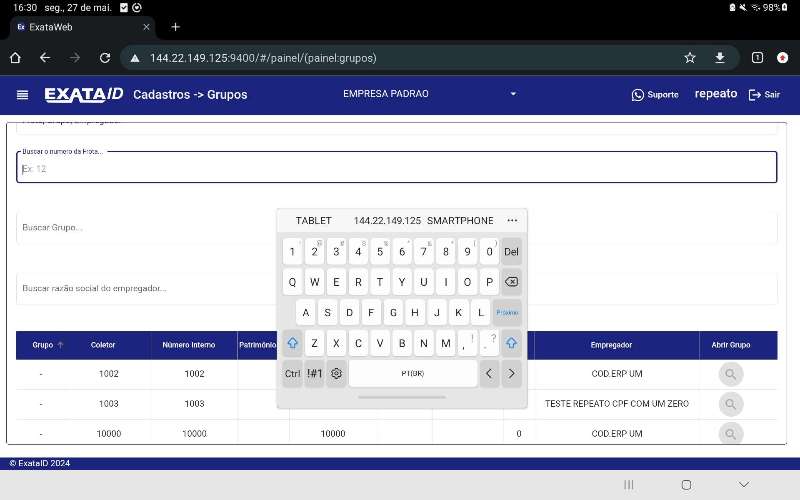 16:30 seg., 27 de mai. 98%
Ex ExataWeb
144.22.149.125:9400/#/painel/(painel:grupos) 1
EXATAID Cadastros -> Grupos EMPRESA PADRAO Suporte repeato Sair
Buscar o numero da Frota...
Ex: 12
Buscar Grupo...
Buscar razão social do empregador...
TABLET 144.22.149.125 SMARTPHONE ...
1 2 3 4 5 6 7 8 9 0 Del
Q W E R T Y U I O P
A S D F G H J K L Próximo
Z X C V B N M , ! . ?
Ctrl !#1 PT(BR)
Grupo Coletor Número Interno Patrimônio Empregador Abrir Grupo
- 1002 1002 COD.ERP UM
- 1003 1003 TESTE REPEATO CPF COM UM ZERO
- 10000 10000 10000 0 COD.ERP UM
© ExataID 2024